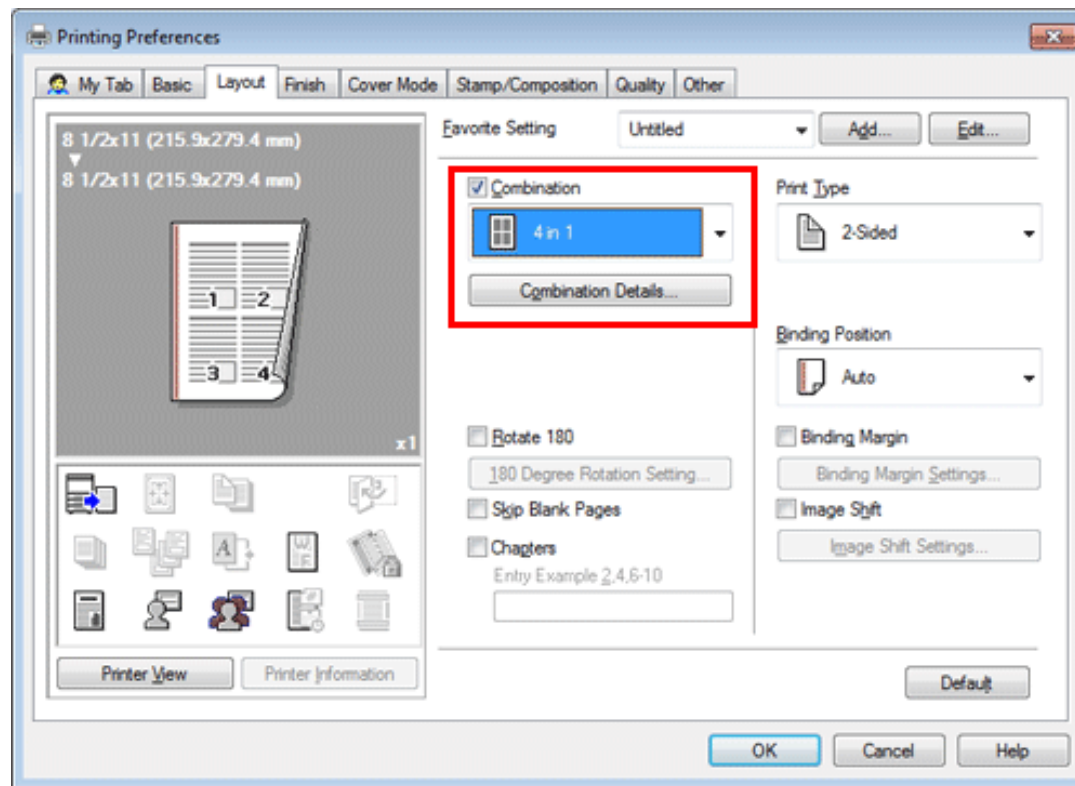 Printing Preferences
My Tab Basic Layout Finish Cover Mode Stamp/Composition Quality Other
8 1/2x11 (215.9x279.4 mm)
8 1/2x11 (215.9x279.4 mm)
1 2
3 4
x1
Favorite Setting Untitled Add... Edit...
Combination
4 in 1
Combination Details...
Print Type
2-Sided
Binding Position
Auto
Rotate 180
180 Degree Rotation Setting...
Skip Blank Pages
Chapters
Entry Example 2,4,6-10
Binding Margin
Binding Margin Settings...
Image Shift
Image Shift Settings...
A
W
E
Printer View Printer Information
Default
OK Cancel Help